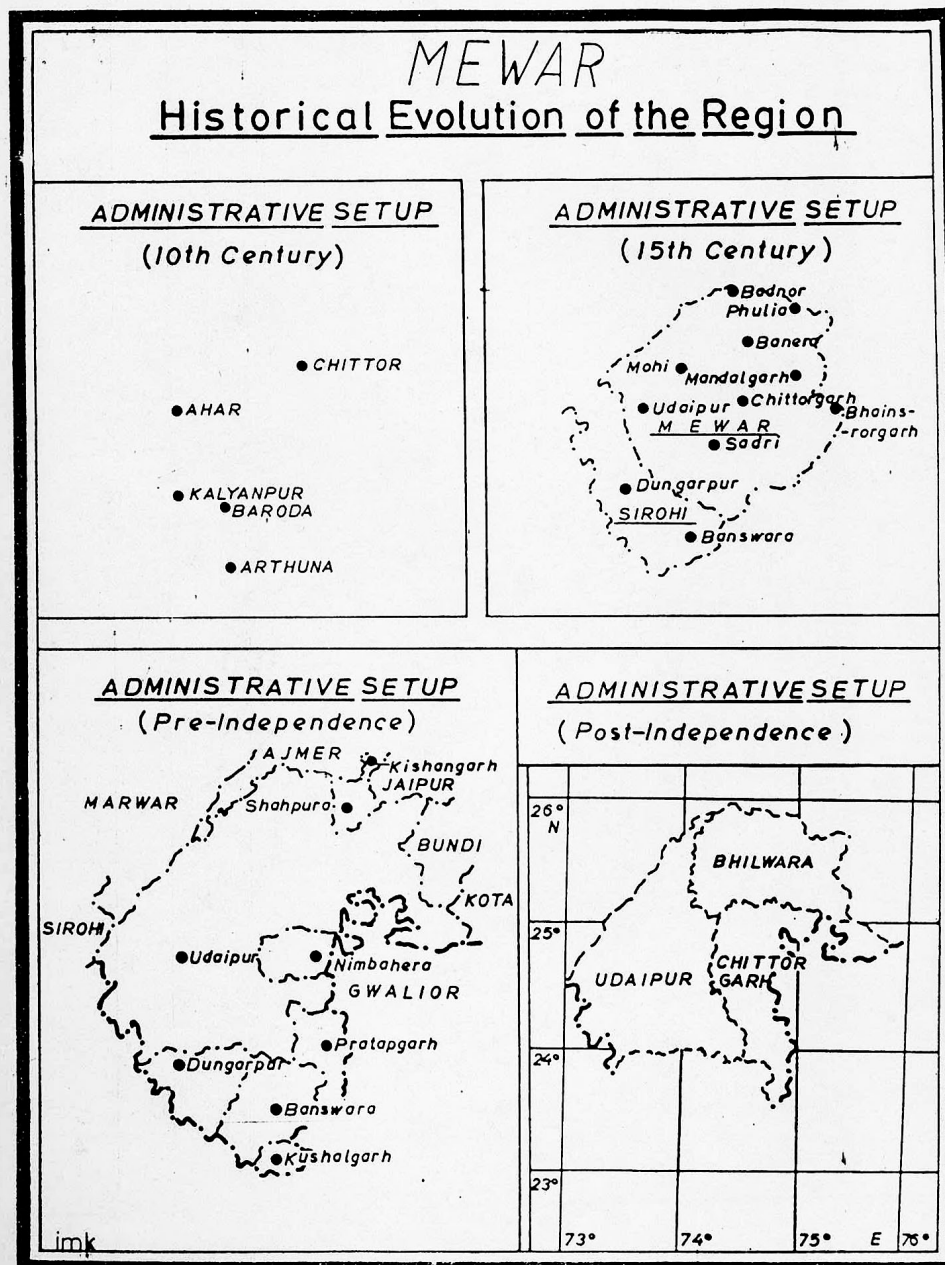 MEWAR
Historical Evolution of the Region
ADMINISTRATIVE SETUP
(10th Century)
CHITTOR
AHAR
KALYANPUR
BARODA
ARTHUNA
ADMINISTRATIVE SETUP
(15th Century)
Bednor
Phulia
Banera
Mohi
Mandalgarh
Chittorgarh
Udaipur
Bhains-
-rorgarh
MEWAR
Sadri
Dungarpur
SIROHI
Banswara
ADMINISTRATIVE SETUP
(Pre-Independence)
AJMER
Kishangarh
JAIPUR
MARWAR
Shahpura
BUNDI
KOTA
SIROHI
Udaipur
Nimbahera
GWALIOR
Pratapgarh
Dungarpur
Banswara
Kushalgarh
imk
ADMINISTRATIVE SETUP
(Post-Independence)
26°
N
BHILWARA
25°
CHITTOR
UDAIPUR GARH
24°
23°
73° 74° 75° E 76°